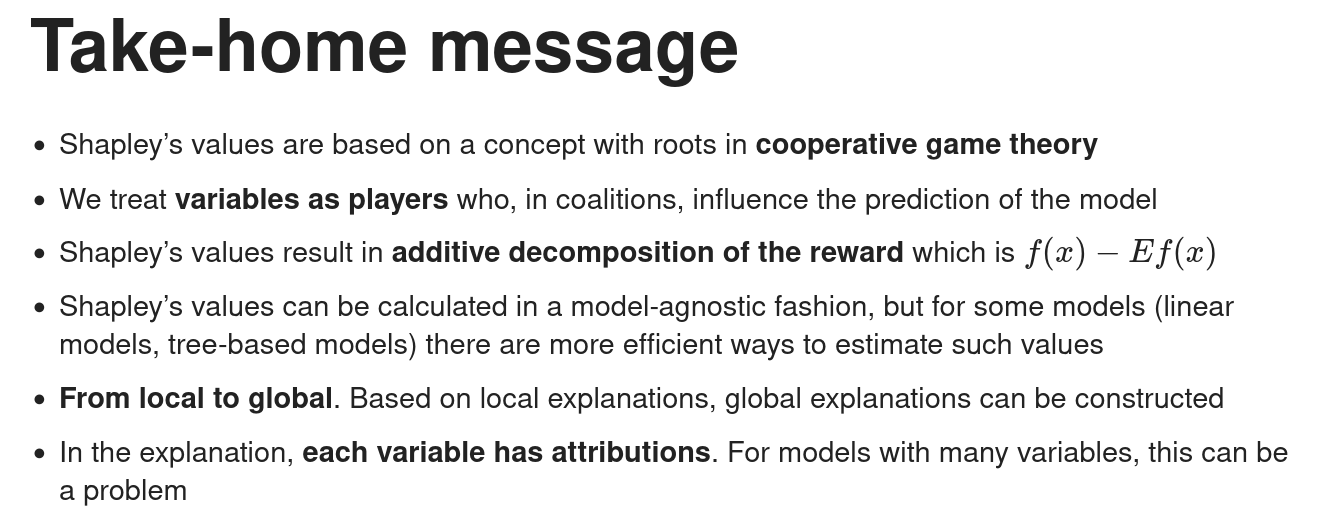 Take-home message
• Shapley’s values are based on a concept with roots in cooperative game theory
• We treat variables as players who, in coalitions, influence the prediction of the model
• Shapley’s values result in additive decomposition of the reward which is f(x) − Ef(x)
• Shapley’s values can be calculated in a model-agnostic fashion, but for some models (linear
models, tree-based models) there are more efficient ways to estimate such values
• From local to global. Based on local explanations, global explanations can be constructed
• In the explanation, each variable has attributions. For models with many variables, this can be
a problem